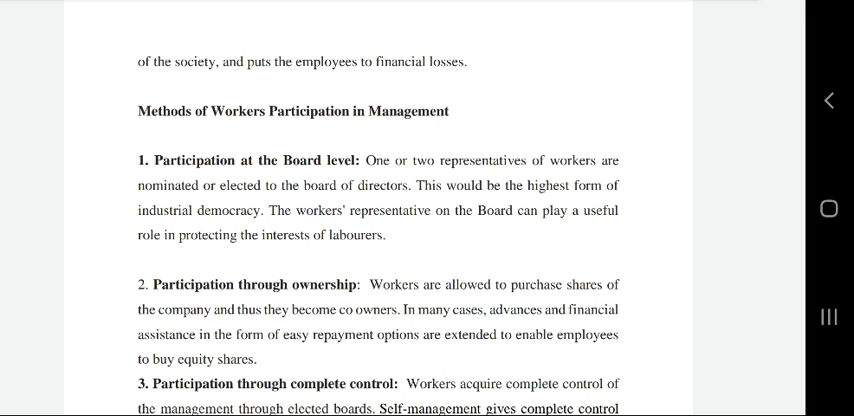 of the society, and puts the employees to financial losses.
Methods of Workers Participation in Management
1. Participation at the Board level: One or two representatives of workers are
nominated or elected to the board of directors. This would be the highest form of
industrial democracy. The workers' representative on the Board can play a useful
role in protecting the interests of labourers.
2. Participation through ownership: Workers are allowed to purchase shares of
the company and thus they become co owners. In many cases, advances and financial
assistance in the form of easy repayment options are extended to enable employees
to buy equity shares.
3. Participation through complete control: Workers acquire complete control of
the management through elected boards. Self-management gives complete control